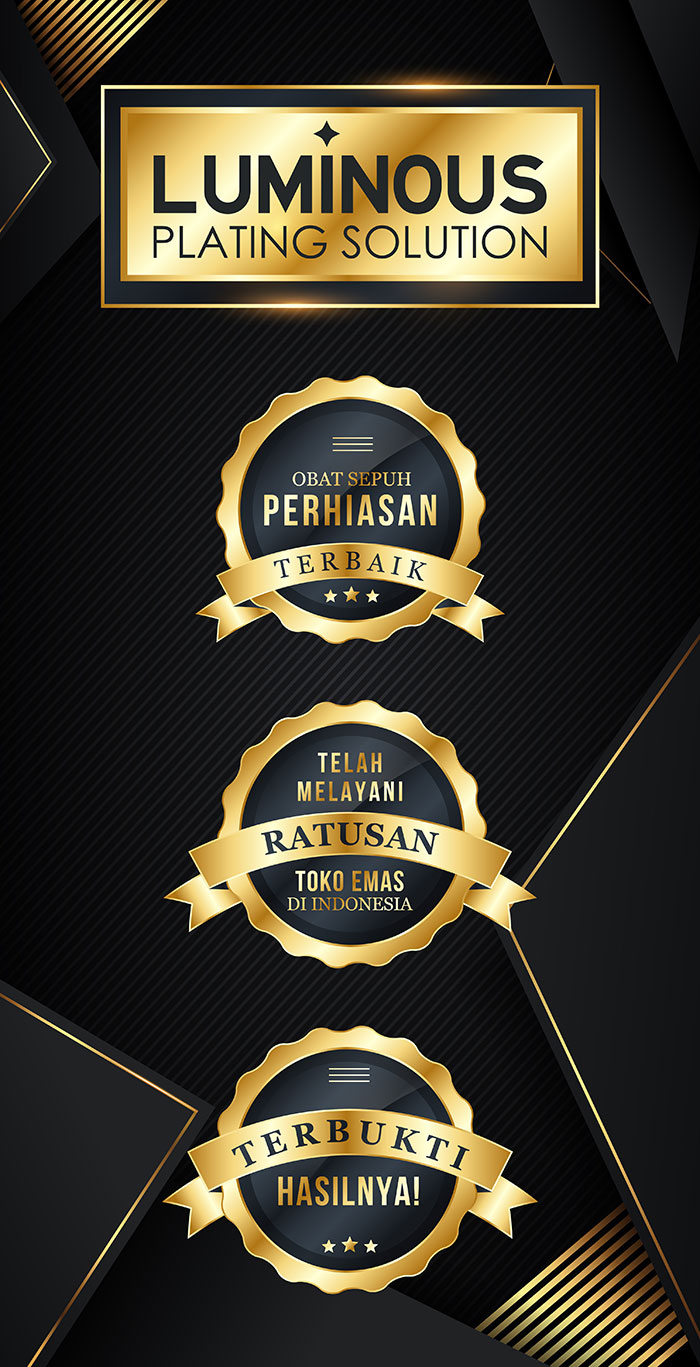 LUMINOUS
PLATING SOLUTION
OBAT SEPUH
PERHIASAN
TERBAIK
TELAH
MELAYANI
RATUSAN
TOKO EMAS
DI INDONESIA
TERBUKTI
HASILNYA!